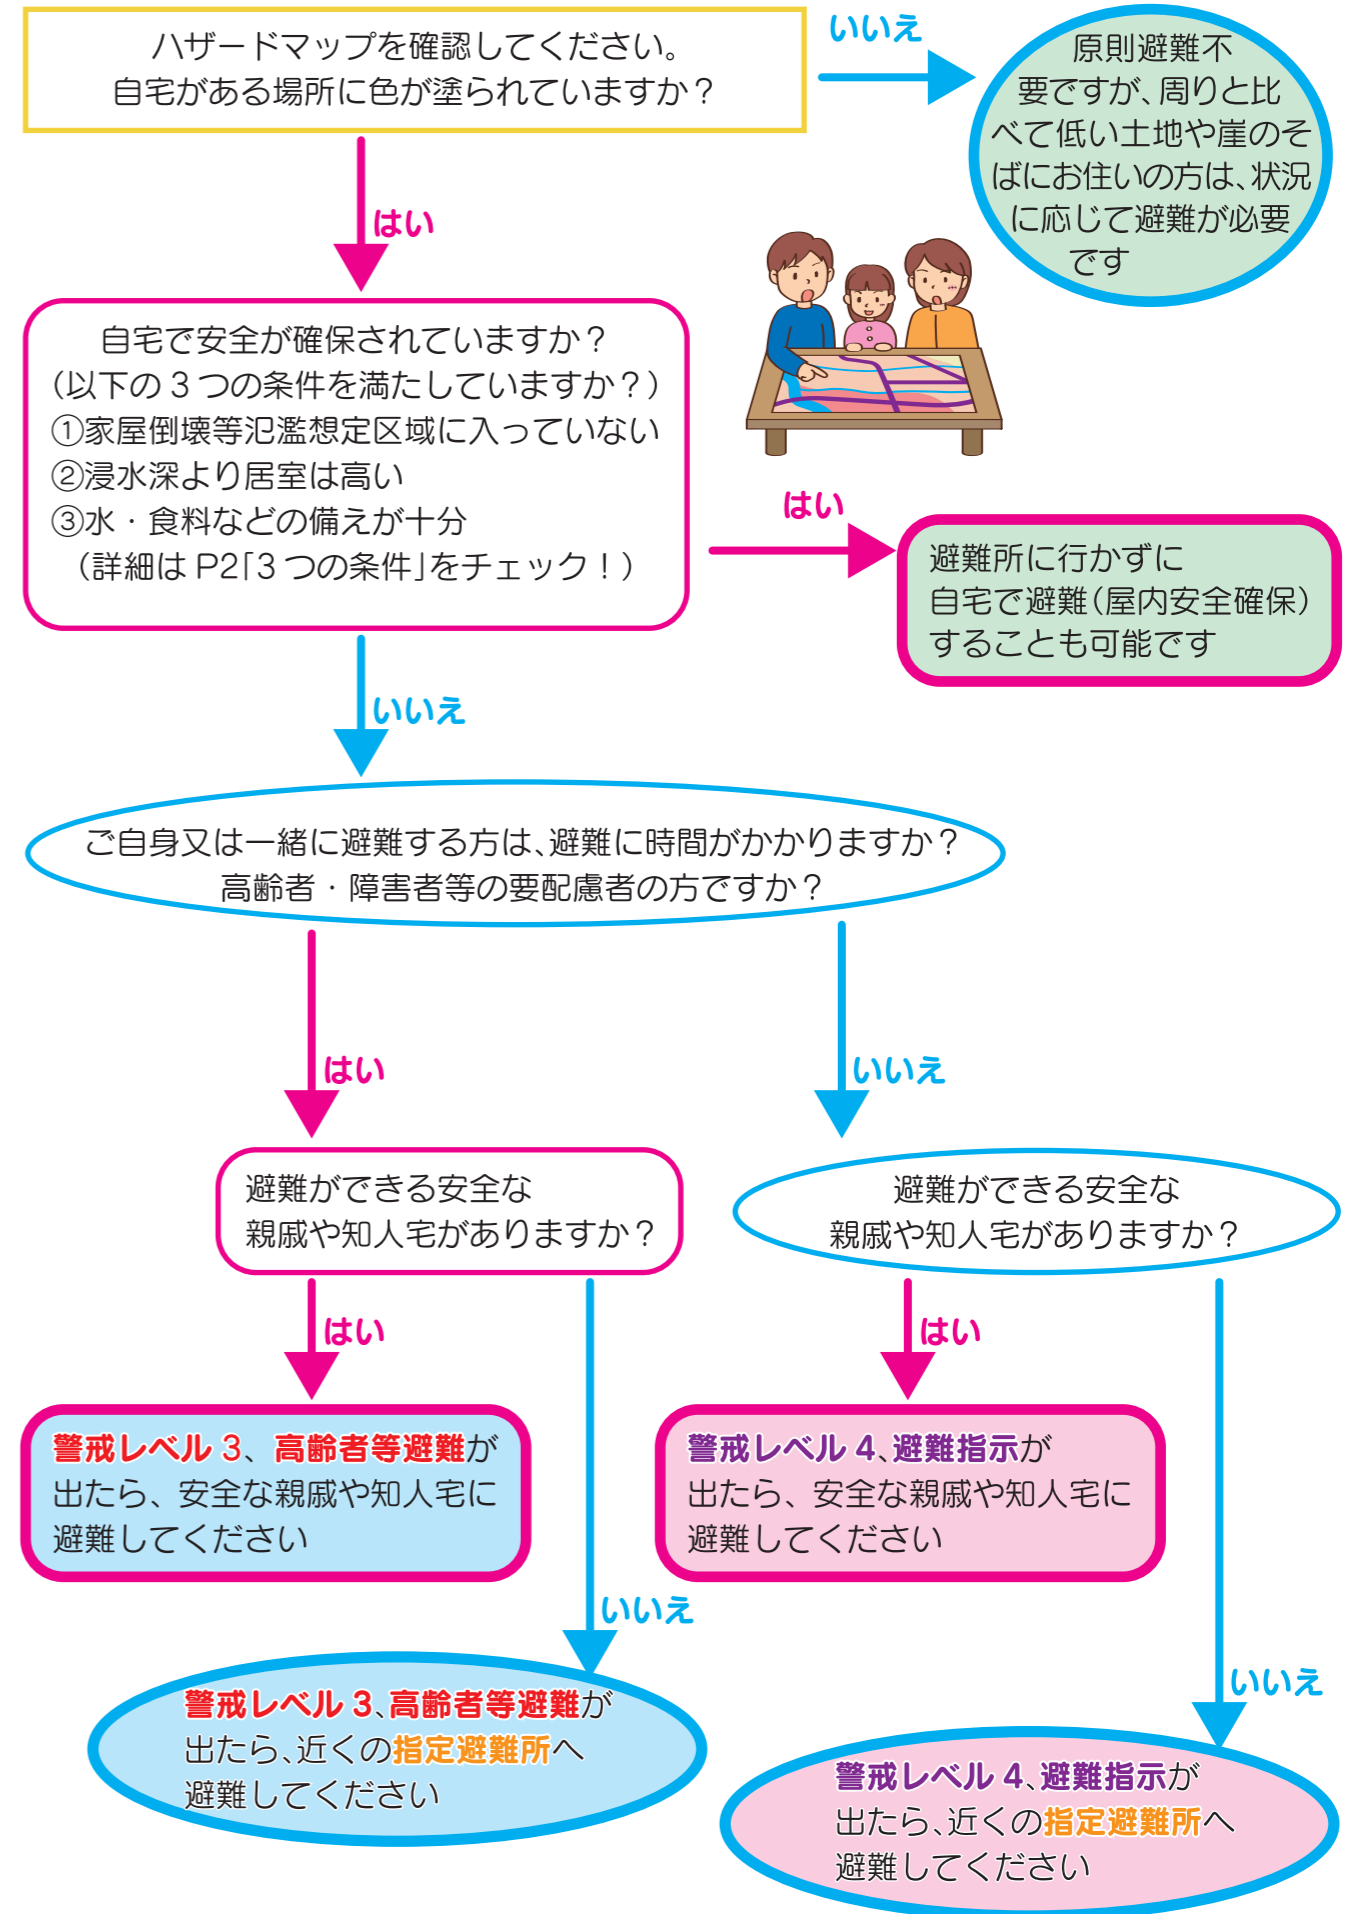 ハザードマップを確認してください。
自宅がある場所に色が塗られていますか？
いいえ
原則避難不
要ですが、周りと比
べて低い土地や崖のそ
ばにお住いの方は、状況
に応じて避難が必要
です
はい
自宅で安全が確保されていますか？
（以下の３つの条件を満たしていますか？）
①家屋倒壊等氾濫想定区域に入っていない
②浸水深より居室は高い
③水・食料などの備えが十分
（詳細は P2「３つの条件」をチェック！）
はい
避難所に行かずに
自宅で避難（屋内安全確保）
することも可能です
いいえ
ご自身又は一緒に避難する方は、避難に時間がかかりますか？
高齢者・障害者等の要配慮者の方ですか？
はい
いいえ
避難ができる安全な
親戚や知人宅がありますか？
避難ができる安全な
親戚や知人宅がありますか？
はい
はい
警戒レベル 3、高齢者等避難が
出たら、安全な親戚や知人宅に
避難してください
警戒レベル 4、避難指示が
出たら、安全な親戚や知人宅に
避難してください
いいえ
警戒レベル 3、高齢者等避難が
出たら、近くの指定避難所へ
避難してください
いいえ
警戒レベル 4、避難指示が
出たら、近くの指定避難所へ
避難してください